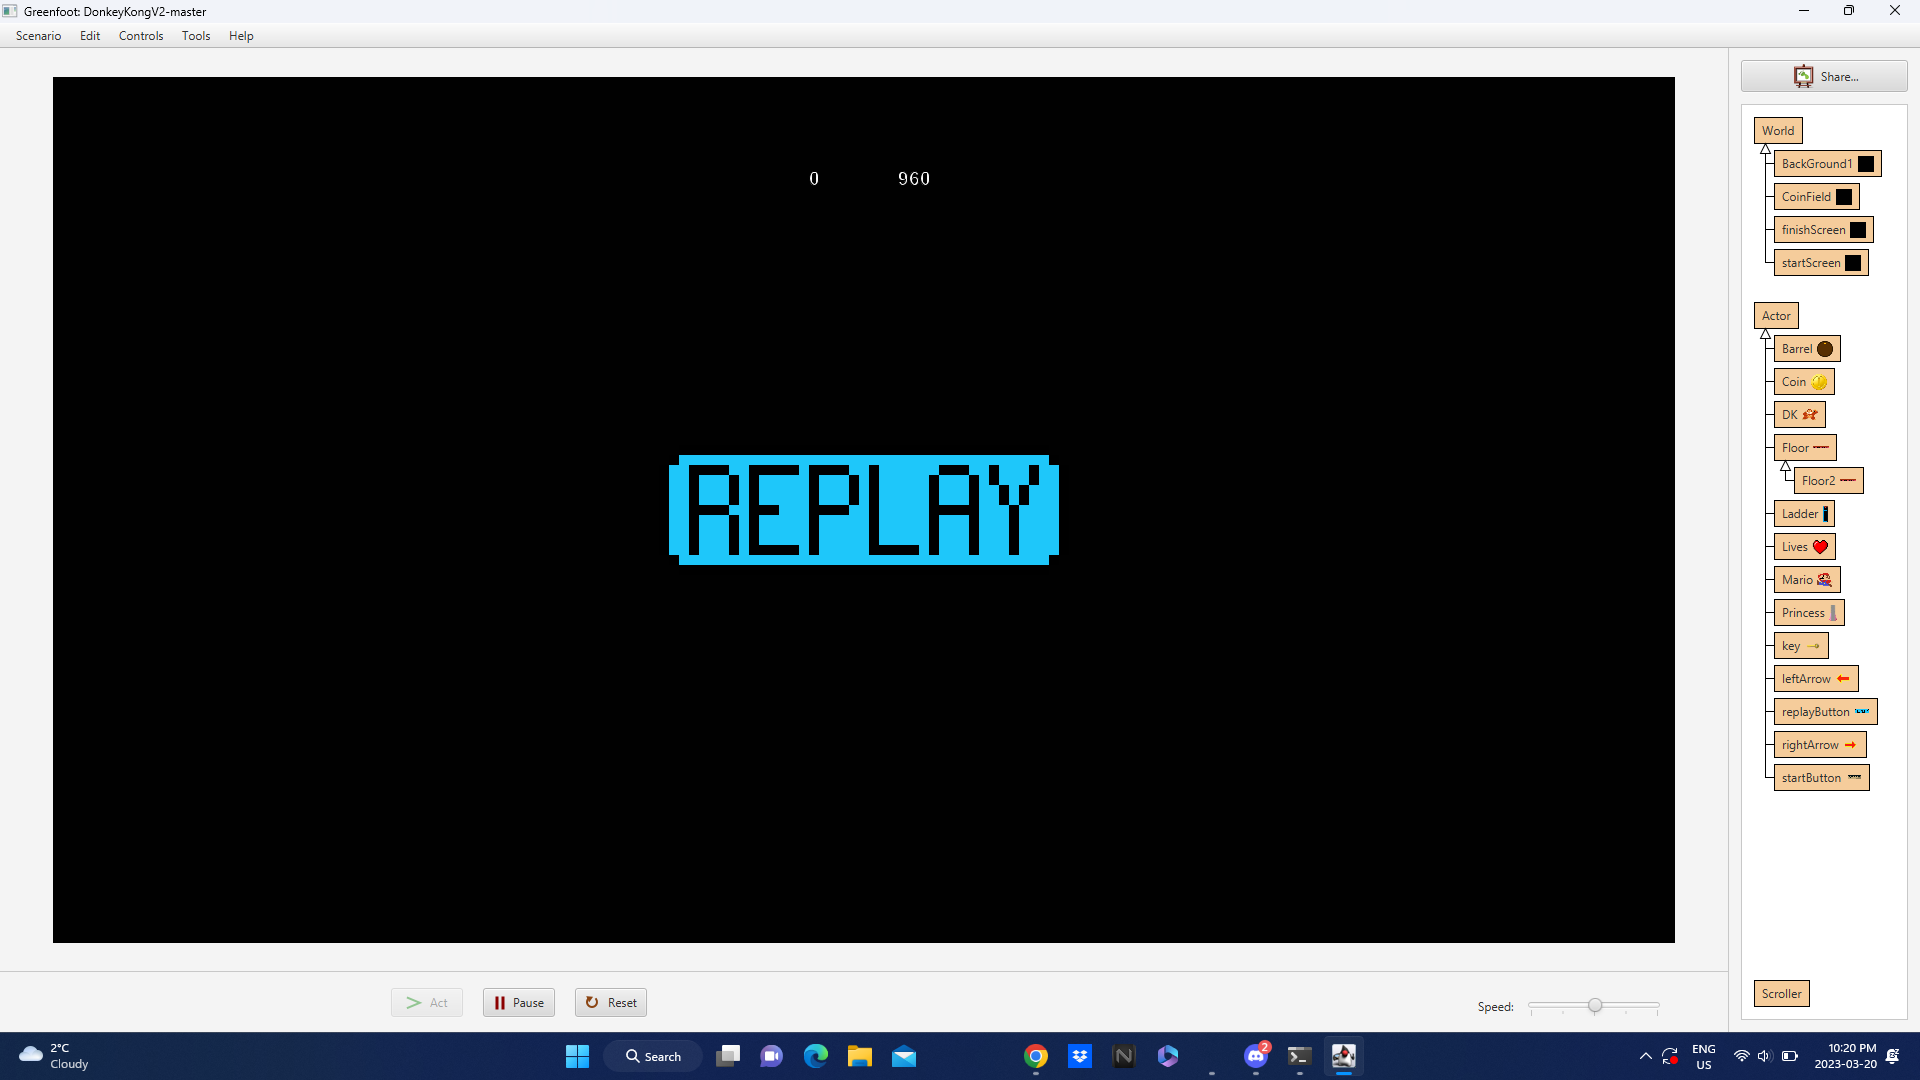 Greenfoot: DonkeyKongV2-master
Scenario Edit Controls Tools Help
Share...
0 960
REPLAY
World
BackGround1
CoinField
finishScreen
startScreen
Actor
Barrel
Coin
DK
Floor
Floor2
Ladder
Lives
Mario
Princess
key
leftArrow
replayButton
rightArrow
startButton
Scroller
Act Pause Reset Speed:
2°C
Cloudy
Search
2
ENG
US
10:20 PM
2023-03-20